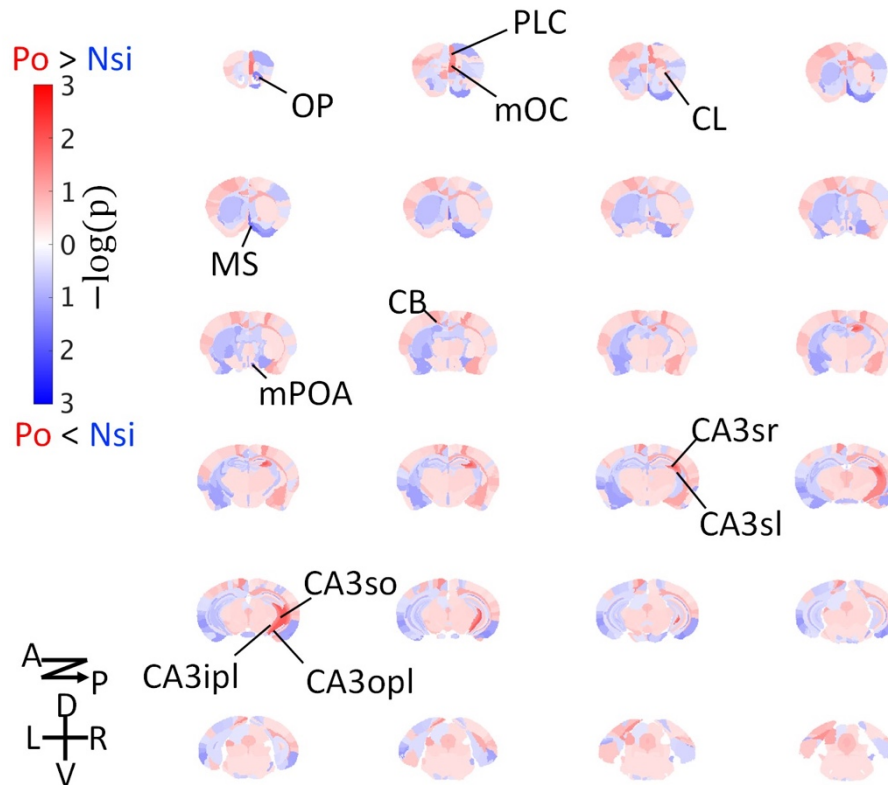 Po > Nsi
3
2
1
0
1
2
3
−log(p)
Po < Nsi
OP
PLC
mOC
CL
MS
CB
mPOA
CA3sr
CA3sl
CA3so
CA3ipl
CA3opl
A
P
D
L R
V